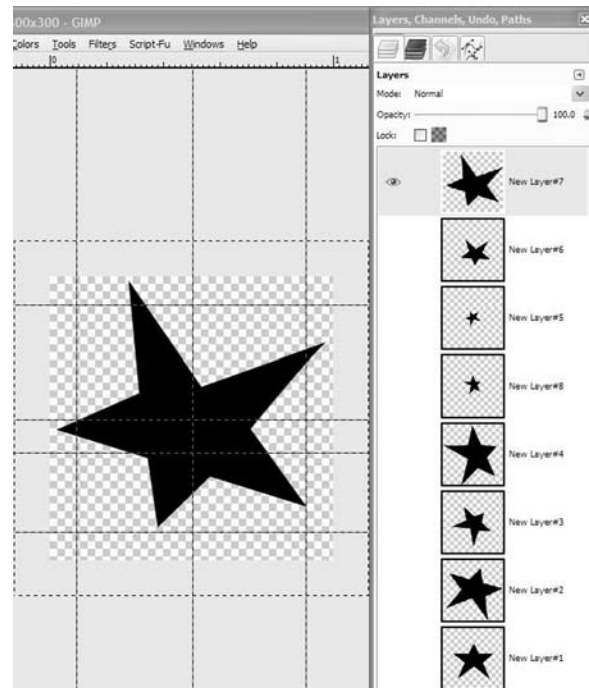 00x300 - GIMP
Colors Tools Filters Script-Fu Windows Help
0 1
Layers, Channels, Undo, Paths
Layers
Mode: Normal
Opacity: 100.0
Lock:
New Layer#7
New Layer#6
New Layer#5
New Layer#8
New Layer#4
New Layer#3
New Layer#2
New Layer#1